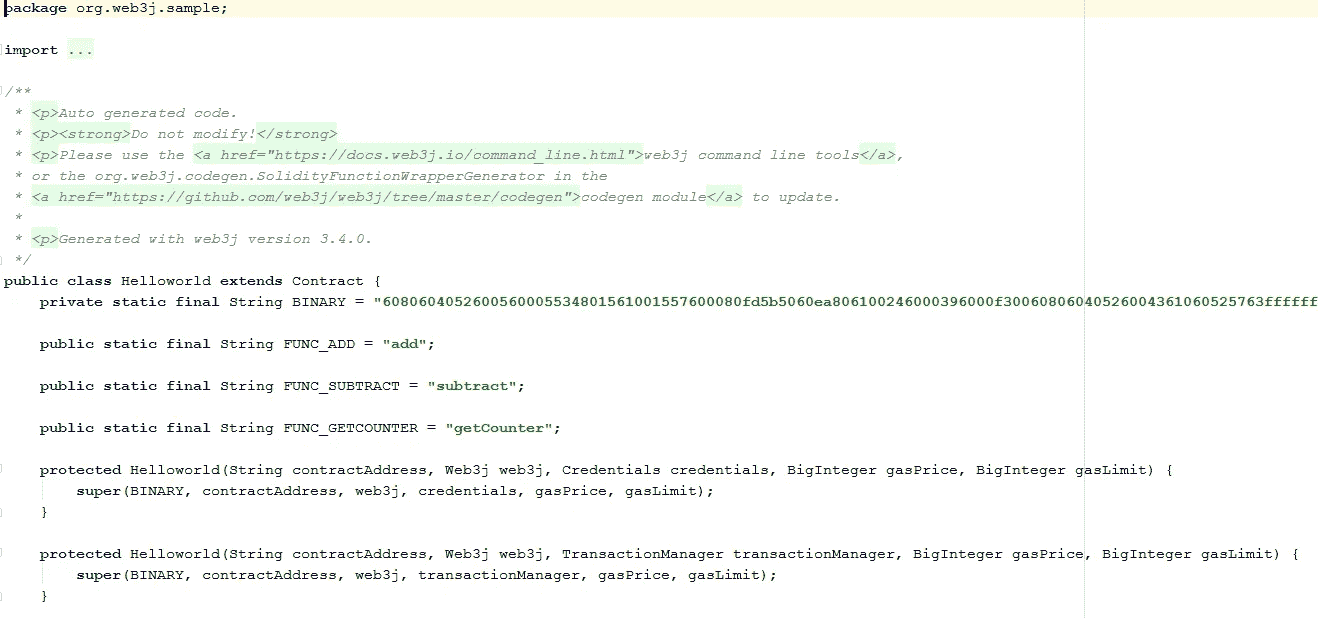 package org.web3j.sample;
import ...
/**
* <p>Auto generated code.
* <p><strong>Do not modify!</strong>
* <p>Please use the <a href="https://docs.web3j.io/command_line.html">web3j command line tools</a>,
* or the org.web3j.codegen.SolidityFunctionWrapperGenerator in the
* <a href="https://github.com/web3j/web3j/tree/master/codegen">codegen module</a> to update.
*
* <p>Generated with web3j version 3.4.0.
*/
public class Helloworld extends Contract {
private static final String BINARY = "6080604052600560005534801561001557600080fd5b5060ea806100246000396000f30060806040526004361060525763ffffff
public static final String FUNC_ADD = "add";
public static final String FUNC_SUBTRACT = "subtract";
public static final String FUNC_GETCOUNTER = "getCounter";
protected Helloworld(String contractAddress, Web3j web3j, Credentials credentials, BigInteger gasPrice, BigInteger gasLimit) {
super(BINARY, contractAddress, web3j, credentials, gasPrice, gasLimit);
}
protected Helloworld(String contractAddress, Web3j web3j, TransactionManager transactionManager, BigInteger gasPrice, BigInteger gasLimit) {
super(BINARY, contractAddress, web3j, transactionManager, gasPrice, gasLimit);
}